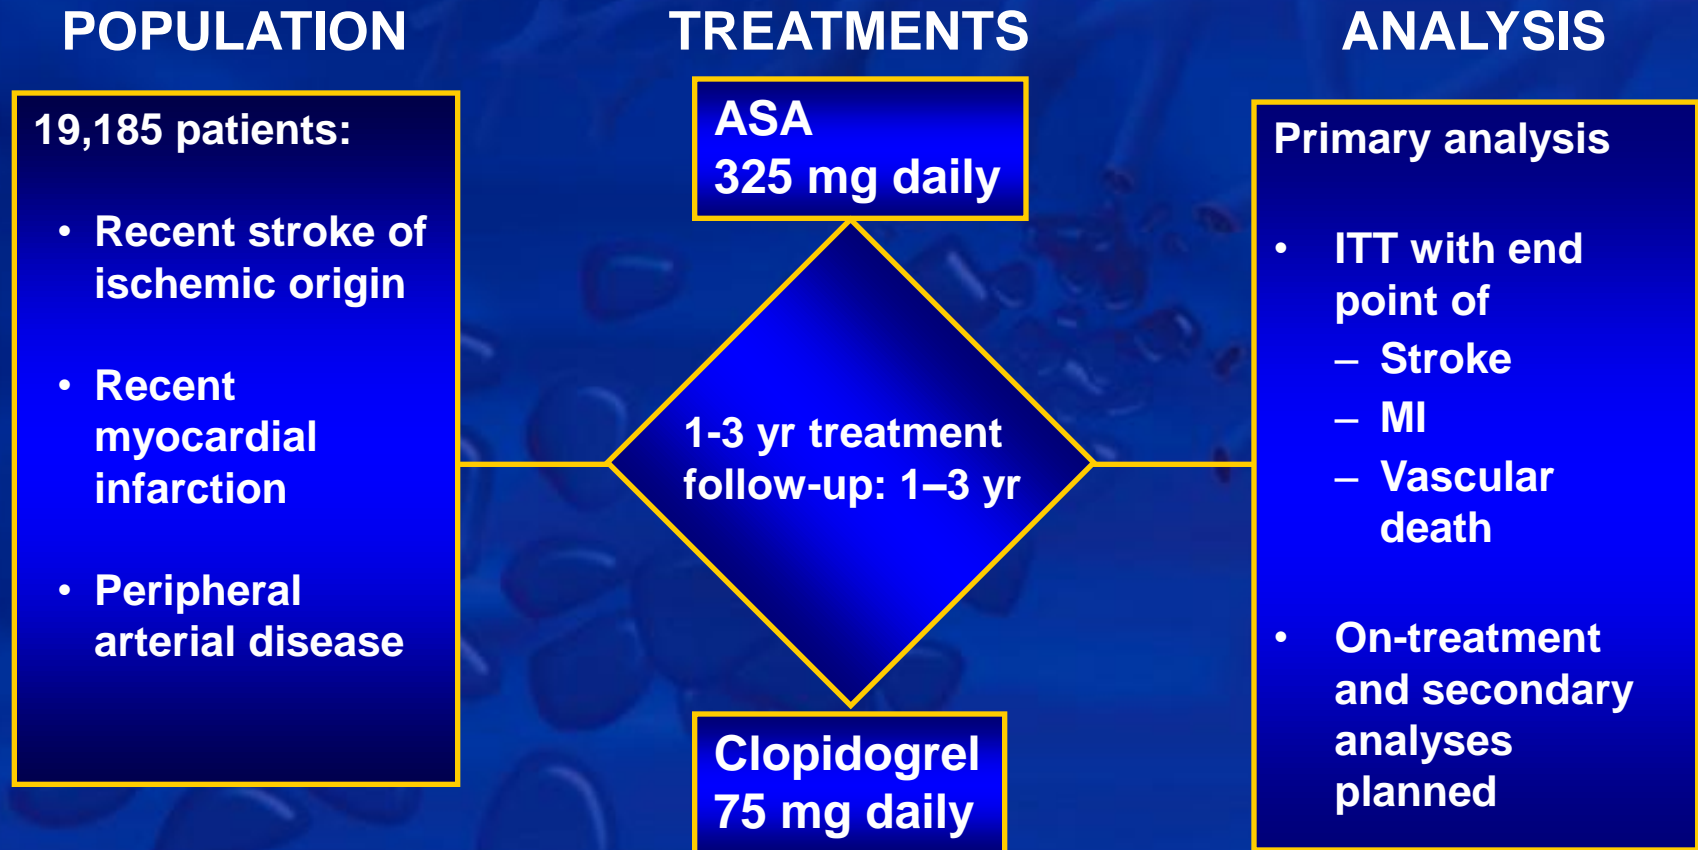 POPULATION
19,185 patients:
• Recent stroke of
ischemic origin
• Recent
myocardial
infarction
• Peripheral
arterial disease
TREATMENTS
ASA
325 mg daily
1-3 yr treatment
follow-up: 1–3 yr
Clopidogrel
75 mg daily
ANALYSIS
Primary analysis
• ITT with end
point of
– Stroke
– MI
– Vascular
death
• On-treatment
and secondary
analyses
planned